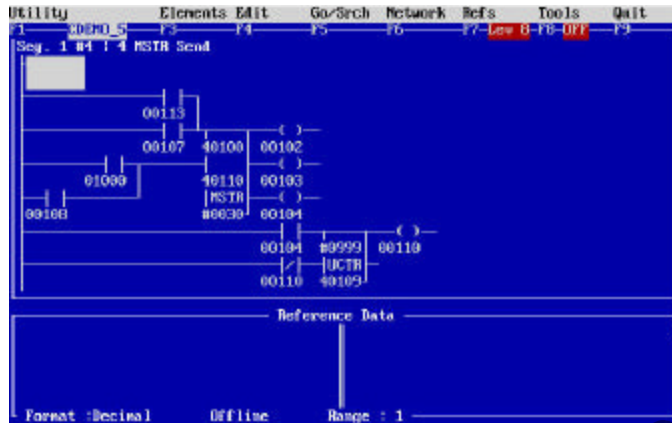 Utility Elements Edit Go/Srch Network Refs Tools Quit
F1 F3 F4 F5 F6 F7-Lev 8-F8-OFF F9
Seg. 1 #4 : 4 MSTR Send
00113
00107 40100 00102
01000 40110 00103
MSTR
00108 #0030 00104
00104 #0999 00110
UCTR
00110 40109
Reference Data
Format :Decimal Offline Range : 1